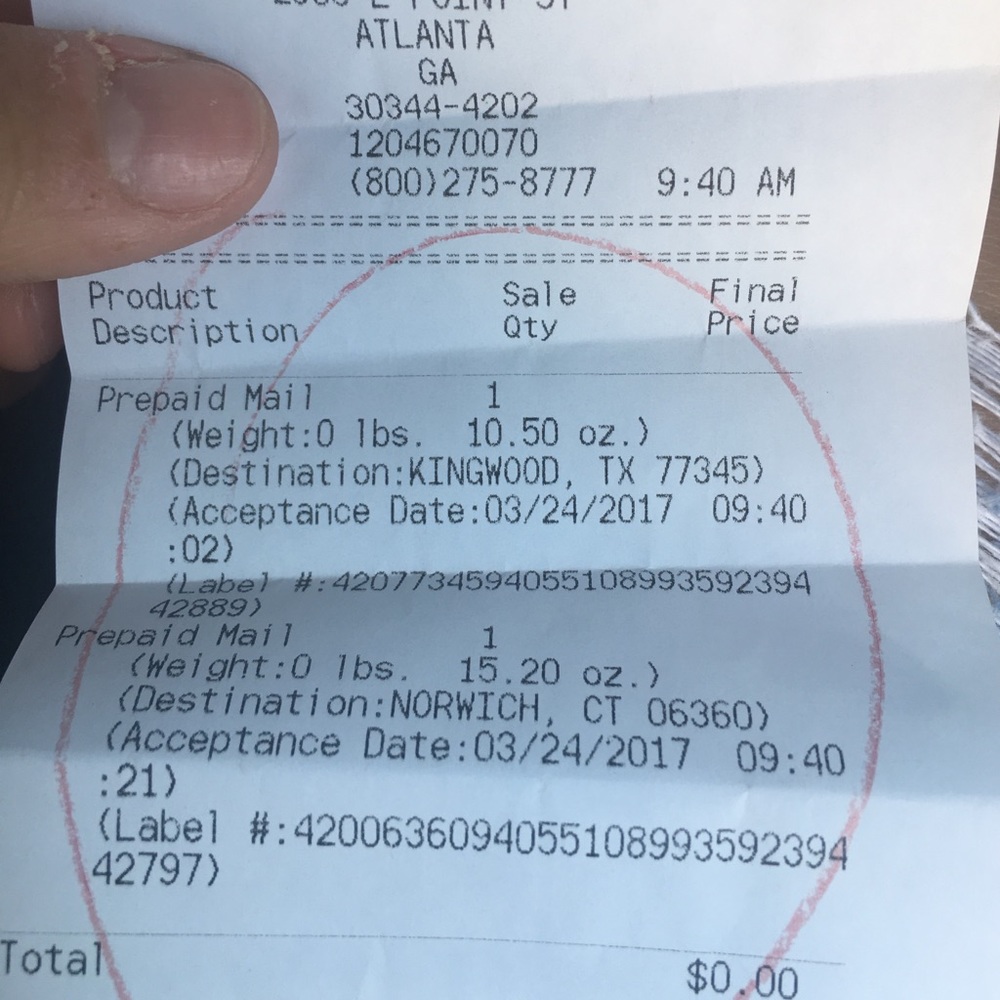 ATLANTA
GA
30344-4202
1204670070
(800)275-8777 9:40 AM
Product Sale Final
Description Qty Price
Prepaid Mail 1
(Weight:0 lbs. 10.50 oz.)
(Destination:KINGWOOD, TX 77345)
(Acceptance Date:03/24/2017 09:40
:02)
(Label #:4207734594055108993592394
42889)
Prepaid Mail 1
(Weight:0 lbs. 15.20 oz.)
(Destination:NORWICH, CT 06360)
(Acceptance Date:03/24/2017 09:40
:21)
(Label #:4200636094055108993592394
42797)
Total $0.00